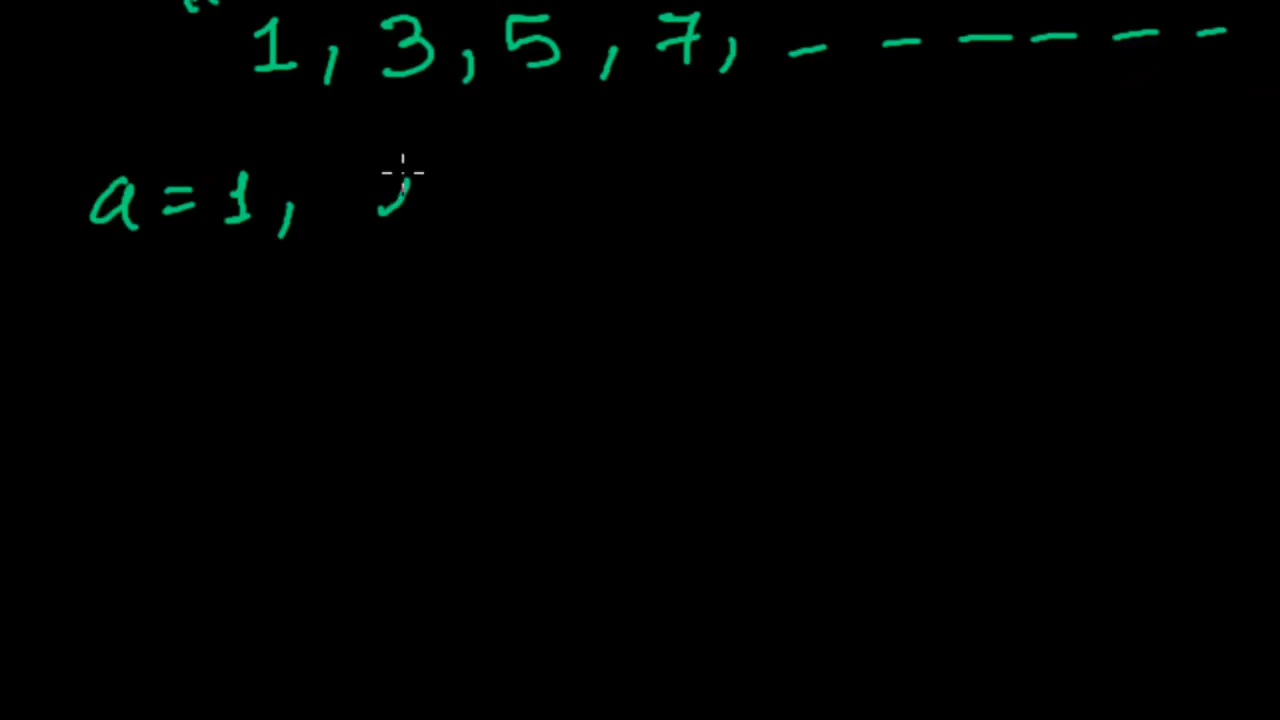 1, 3, 5, 7, - - - - - -
a = 1,